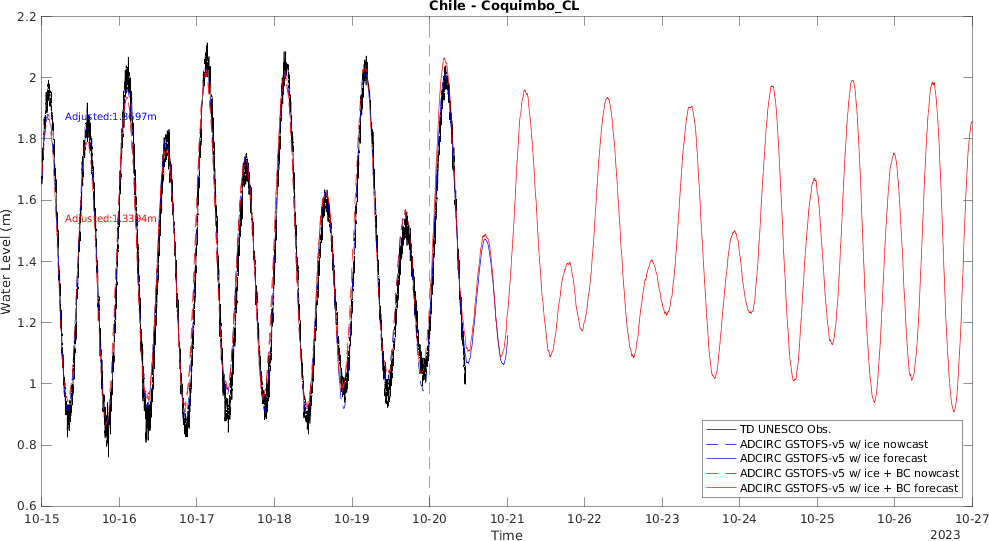 Chile - Coquimbo_CL
2.2
2
1.8
1.6
1.4
1.2
1
0.8
0.6
Water Level (m)
Adjusted:1.3697m
Adjusted:1.3394m
TD UNESCO Obs.
ADCIRC GSTOFS-v5 w/ ice nowcast
ADCIRC GSTOFS-v5 w/ ice forecast
ADCIRC GSTOFS-v5 w/ ice + BC nowcast
ADCIRC GSTOFS-v5 w/ ice + BC forecast
10-15 10-16 10-17 10-18 10-19 10-20 10-21 10-22 10-23 10-24 10-25 10-26 10-27
Time
2023